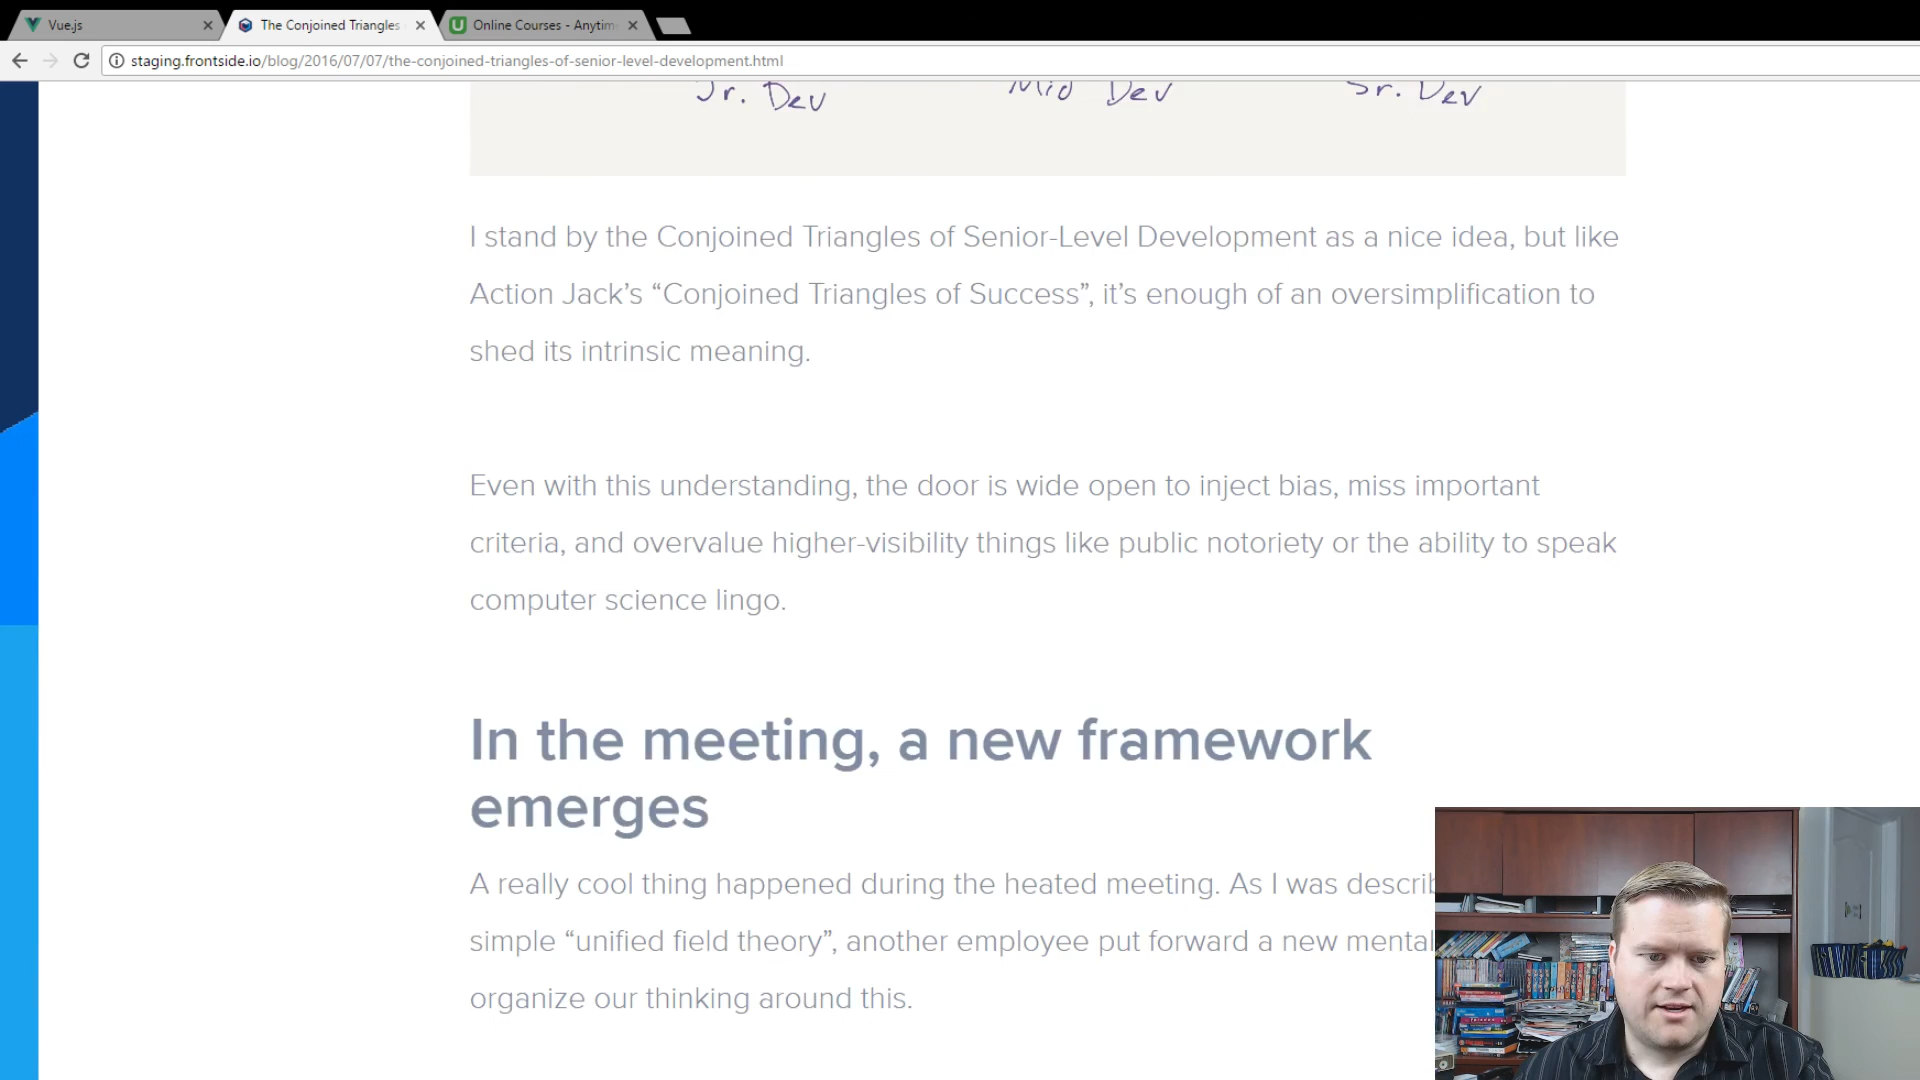 Vue.js
The Conjoined Triangles
Online Courses - Anytim
staging.frontside.io/blog/2016/07/07/the-conjoined-triangles-of-senior-level-development.html
Jr. Dev
Mid Dev
Sr. Dev
I stand by the Conjoined Triangles of Senior-Level Development as a nice idea, but like
Action Jack’s “Conjoined Triangles of Success”, it’s enough of an oversimplification to
shed its intrinsic meaning.
Even with this understanding, the door is wide open to inject bias, miss important
criteria, and overvalue higher-visibility things like public notoriety or the ability to speak
computer science lingo.
In the meeting, a new framework
emerges
A really cool thing happened during the heated meeting. As I was describ
simple “unified field theory”, another employee put forward a new mental
organize our thinking around this.